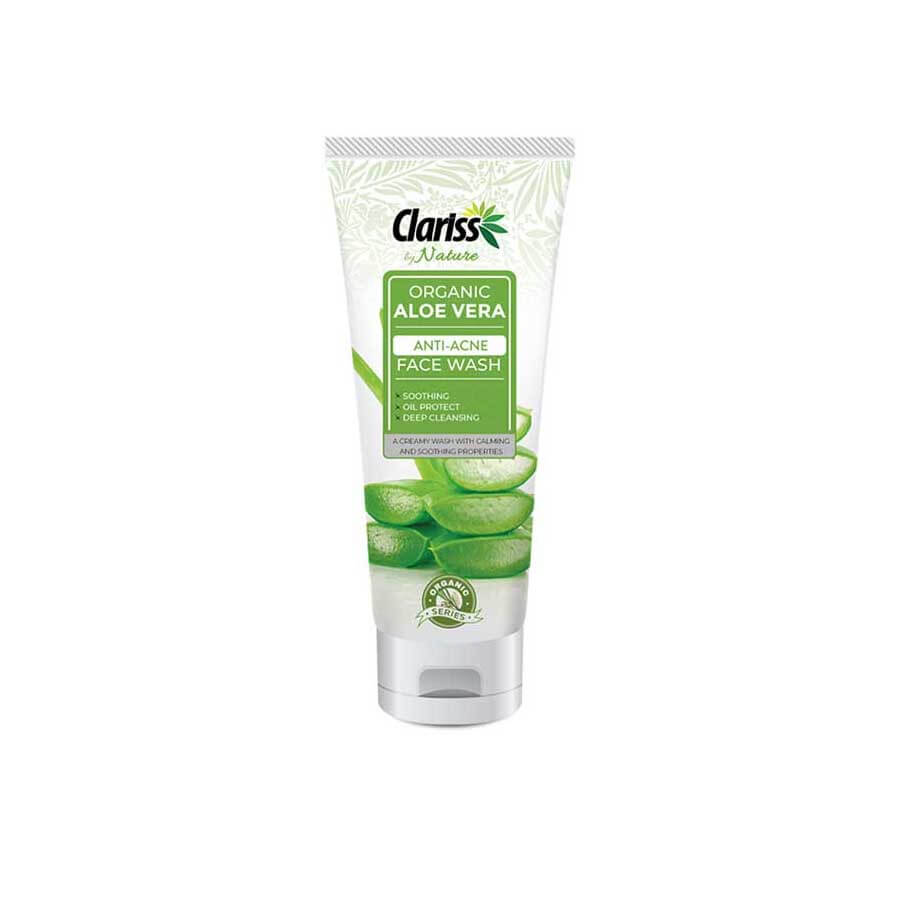 Clariss
by Nature
ORGANIC
ALOE VERA
ANTI-ACNE
FACE WASH
SOOTHING
OIL PROTECT
DEEP CLEANSING
A CREAMY WASH WITH CALMING
AND SOOTHING PROPERTIES
ORGANIC
SERIES